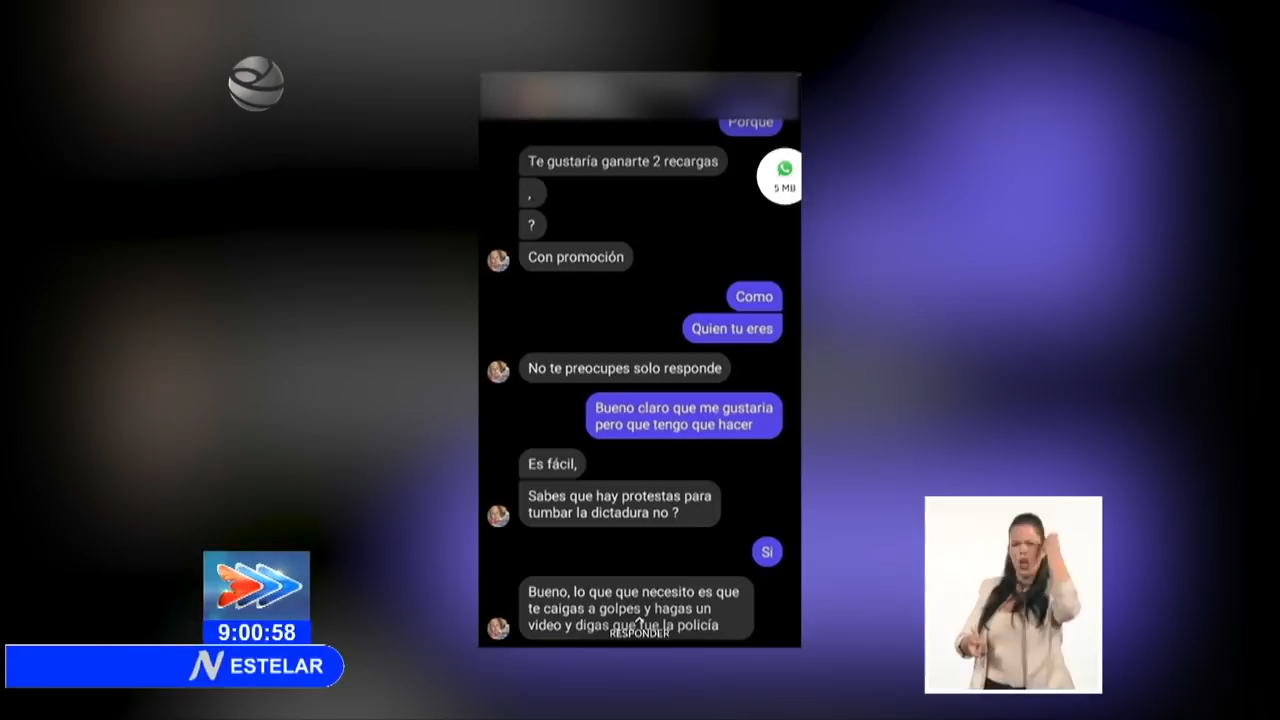 Porque
Te gustaría ganarte 2 recargas
5 MB
,
?
Con promoción
Como
Quien tu eres
No te preocupes solo responde
Bueno claro que me gustaria
pero que tengo que hacer
Es fácil,
Sabes que hay protestas para
tumbar la dictadura no ?
Si
Bueno, lo que que necesito es que
te caigas a golpes y hagas un
video y digas que fue la policía
RESPONDER
9:00:58
N ESTELAR